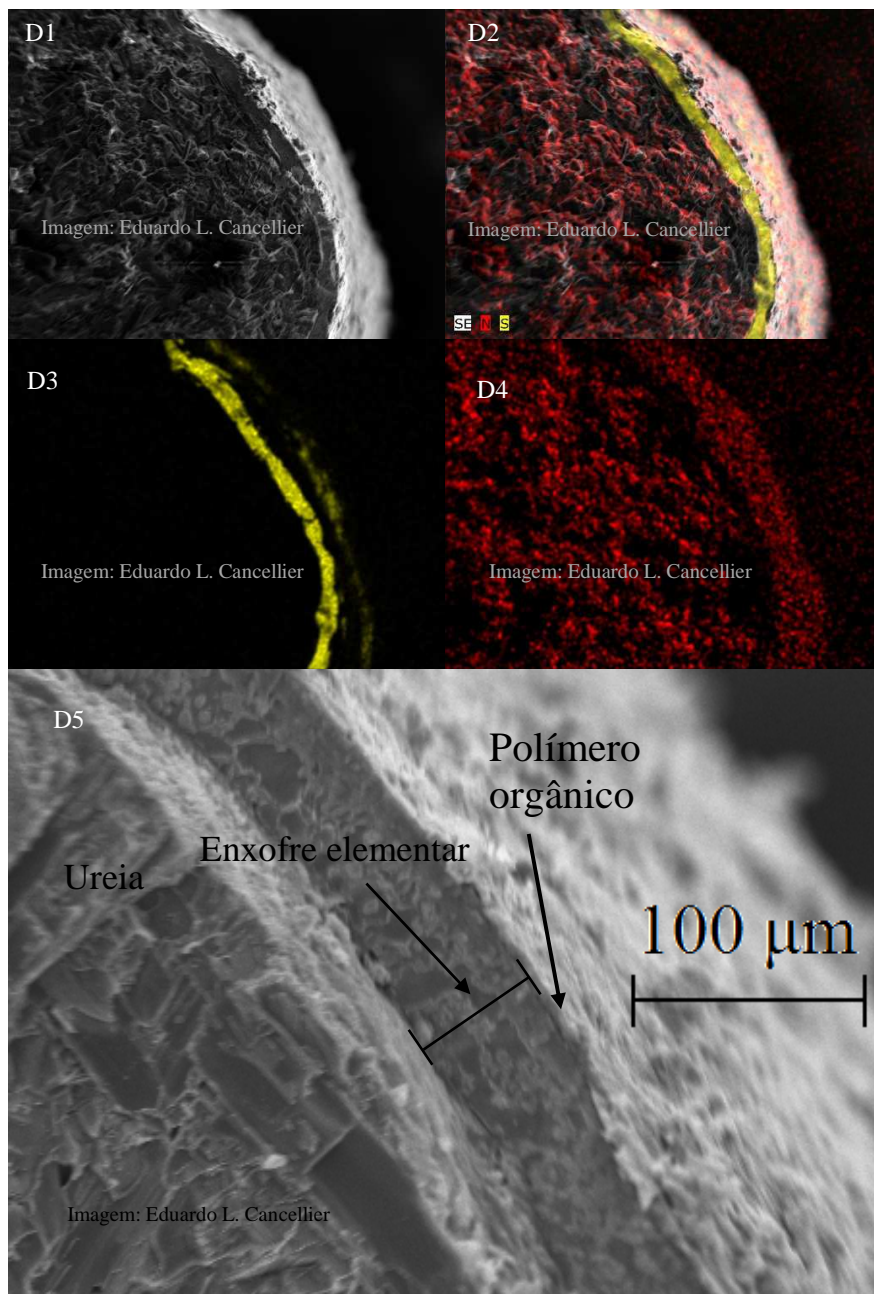 D1
Imagem: Eduardo L. Cancellier
D2
Imagem: Eduardo L. Cancellier
SE N S
D3
Imagem: Eduardo L. Cancellier
D4
Imagem: Eduardo L. Cancellier
D5
Polímero
orgânico
Enxofre elementar
Ureia
100 μm
Imagem: Eduardo L. Cancellier